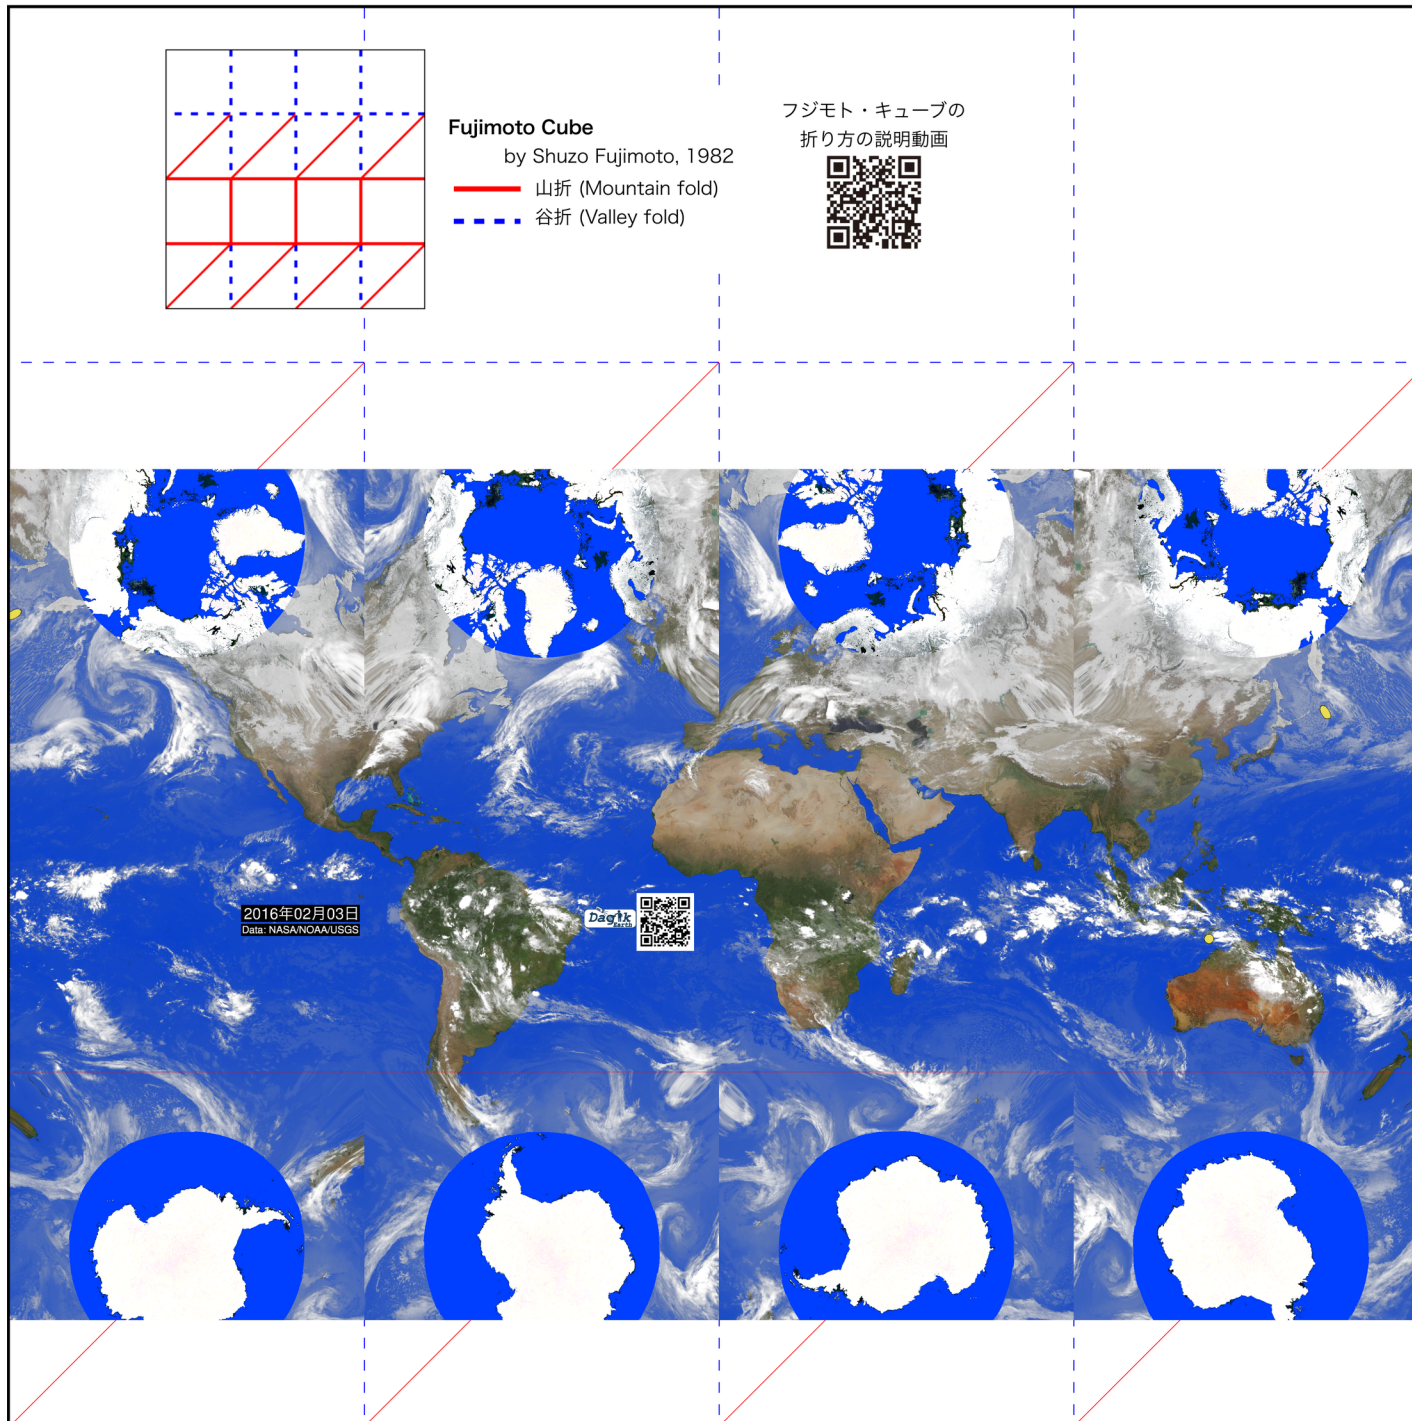 Fujimoto Cube
by Shuzo Fujimoto, 1982
山折 (Mountain fold)
谷折 (Valley fold)
フジモト・キューブの
折り方の説明動画
2016年02月03日
Data: NASA/NOAA/USGS
Dagik
Earth